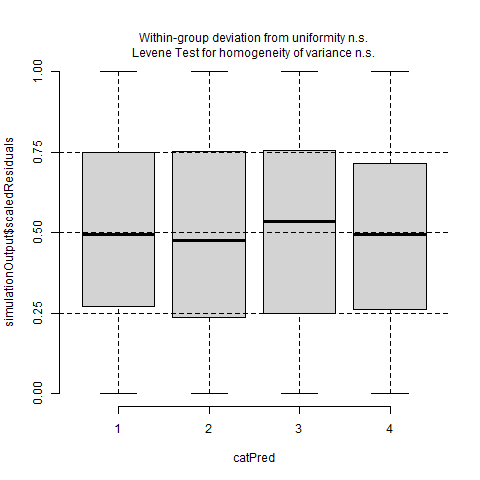 Within-group deviation from uniformity n.s.
Levene Test for homogeneity of variance n.s.
simulationOutput$scaledResiduals
1.00
0.75
0.50
0.25
0.00
1 2 3 4
catPred